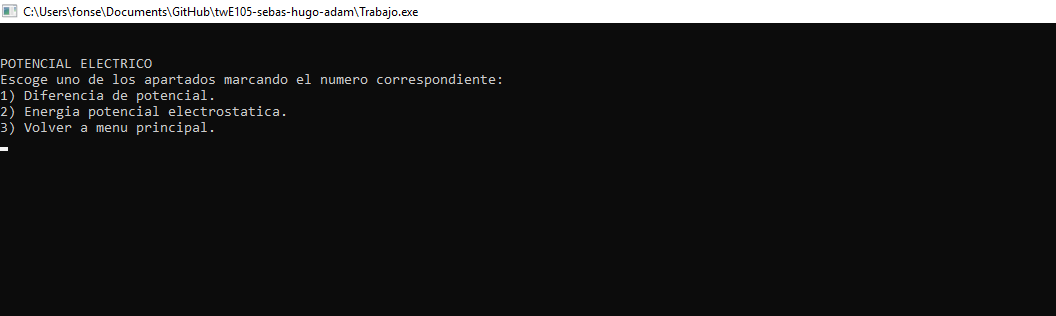 C:\Users\fonse\Documents\GitHub\twE105-sebas-hugo-adam\Trabajo.exe
POTENCIAL ELECTRICO
Escoge uno de los apartados marcando el numero correspondiente:
1) Diferencia de potencial.
2) Energia potencial electrostatica.
3) Volver a menu principal.